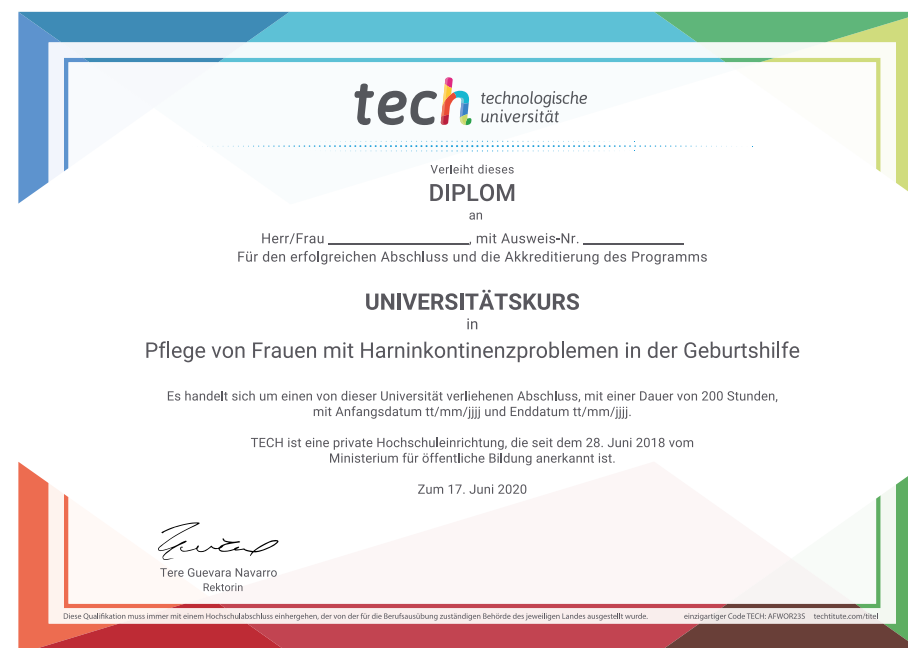 tech technologische
universität
Verleiht dieses
DIPLOM
an
Herr/Frau ____________________, mit Ausweis-Nr. ______________
Für den erfolgreichen Abschluss und die Akkreditierung des Programms
UNIVERSITÄTSKURS
in
Pflege von Frauen mit Harninkontinenzproblemen in der Geburtshilfe
Es handelt sich um einen von dieser Universität verliehenen Abschluss, mit einer Dauer von 200 Stunden,
mit Anfangsdatum tt/mm/jjjj und Enddatum tt/mm/jjjj.
TECH ist eine private Hochschuleinrichtung, die seit dem 28. Juni 2018 vom
Ministerium für öffentliche Bildung anerkannt ist.
Zum 17. Juni 2020
Tere Guevara Navarro
Rektorin
Diese Qualifikation muss immer mit einem Hochschulabschluss einhergehen, der von der für die Berufsausübung zuständigen Behörde des jeweiligen Landes ausgestellt wurde. einzigartiger Code TECH: AFWOR23S techtitute.com/titel